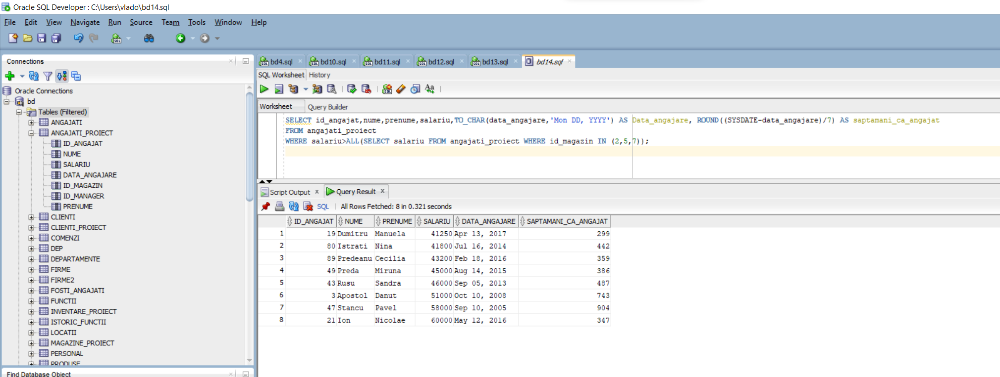 Oracle SQL Developer : C:\Users\vlado\bd14.sql
File Edit View Navigate Run Source Team Tools Window Help
Connections
Oracle Connections
bd
Tables (Filtered)
ANGAJATI
ANGAJATI_PROIECT
ID_ANGAJAT
NUME
SALARIU
DATA_ANGAJARE
ID_MAGAZIN
ID_MANAGER
PRENUME
CLIENTI
CLIENTI_PROIECT
COMENZI
DEP
DEPARTAMENTE
FIRME
FIRME2
FOSTI_ANGAJATI
FUNCTII
INVENTARE_PROIECT
ISTORIC_FUNCTII
LOCATII
MAGAZINE_PROIECT
PERSONAL
PRODUSE
Find Database Object
bd4.sql bd10.sql bd11.sql bd12.sql bd13.sql bd14.sql
SQL Worksheet History
Worksheet Query Builder
SELECT id_angajat,nume,prenume,salariu,TO_CHAR(data_angajare,'Mon DD, YYYY') AS Data_angajare, ROUND((SYSDATE-data_angajare)/7) AS saptamani_ca_angajat
FROM angajati_proiect
WHERE salariu>ALL(SELECT salariu FROM angajati_proiect WHERE id_magazin IN (2,5,7));
Script Output x Query Result x
SQL | All Rows Fetched: 8 in 0.321 seconds
ID_ANGAJAT NUME PRENUME SALARIU DATA_ANGAJARE SAPTAMANI_CA_ANGAJAT
1 19 Dumitru Manuela 41250 Apr 13, 2017 299
2 80 Istrati Nina 41800 Jul 16, 2014 442
3 89 Predeanu Cecilia 43200 Feb 18, 2016 359
4 49 Preda Miruna 45000 Aug 14, 2015 386
5 43 Rusu Sandra 46000 Sep 05, 2013 487
6 3 Apostol Danut 51000 Oct 10, 2008 743
7 47 Stancu Pavel 58000 Sep 10, 2005 904
8 21 Ion Nicolae 60000 May 12, 2016 347